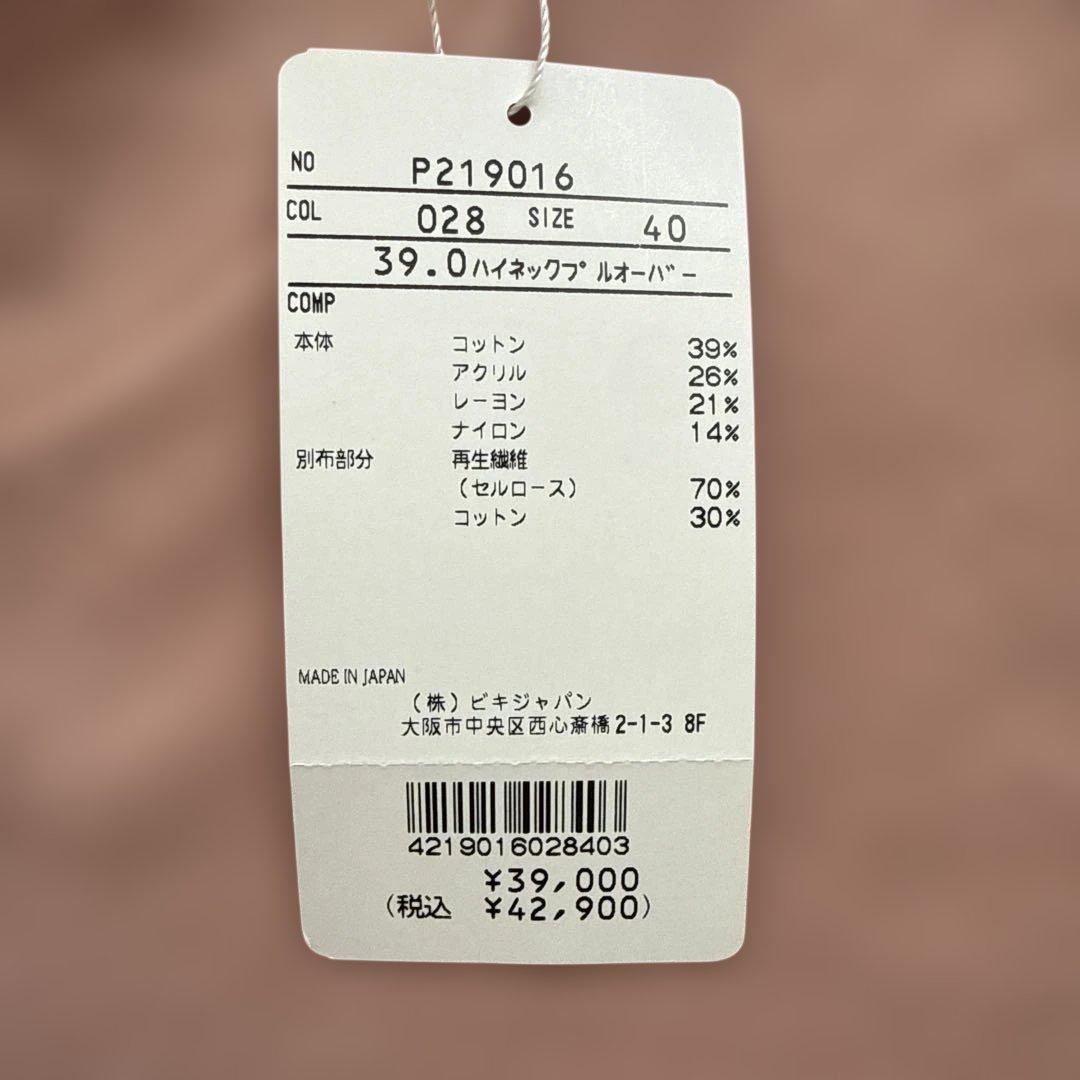 NO P219016
COL 028 SIZE 40
39.0ハイネックプルオーバー
COMP
本体 コットン 39%
アクリル 26%
レーヨン 21%
ナイロン 14%
別布部分 再生繊維
(セルロース) 70%
コットン 30%
MADE IN JAPAN
(株)ビキジャパン
大阪市中央区西心斎橋2-1-3 8F
4219016028403
¥39,000
(税込 ¥42,900)